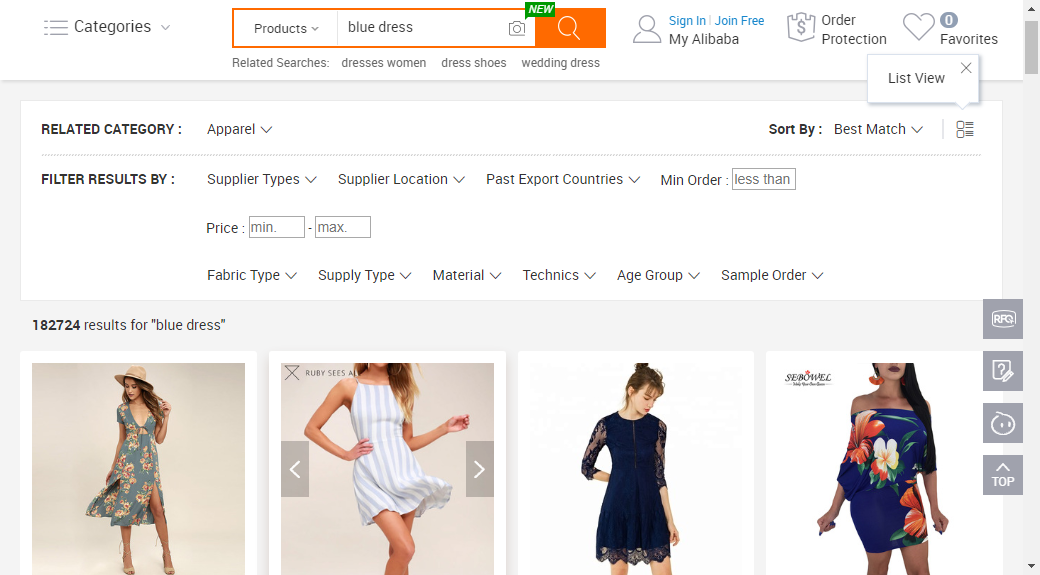 Categories
Products
blue dress
NEW
Sign In | Join Free
My Alibaba
Order
Protection
0
Favorites
Related Searches: dresses women dress shoes wedding dress
List View
RELATED CATEGORY : Apparel
Sort By : Best Match
FILTER RESULTS BY : Supplier Types Supplier Location Past Export Countries Min Order : less than
Price : min. - max.
Fabric Type Supply Type Material Technics Age Group Sample Order
182724 results for "blue dress"
RFQ
RUBY SEES AL
SEBOWEL
TOP